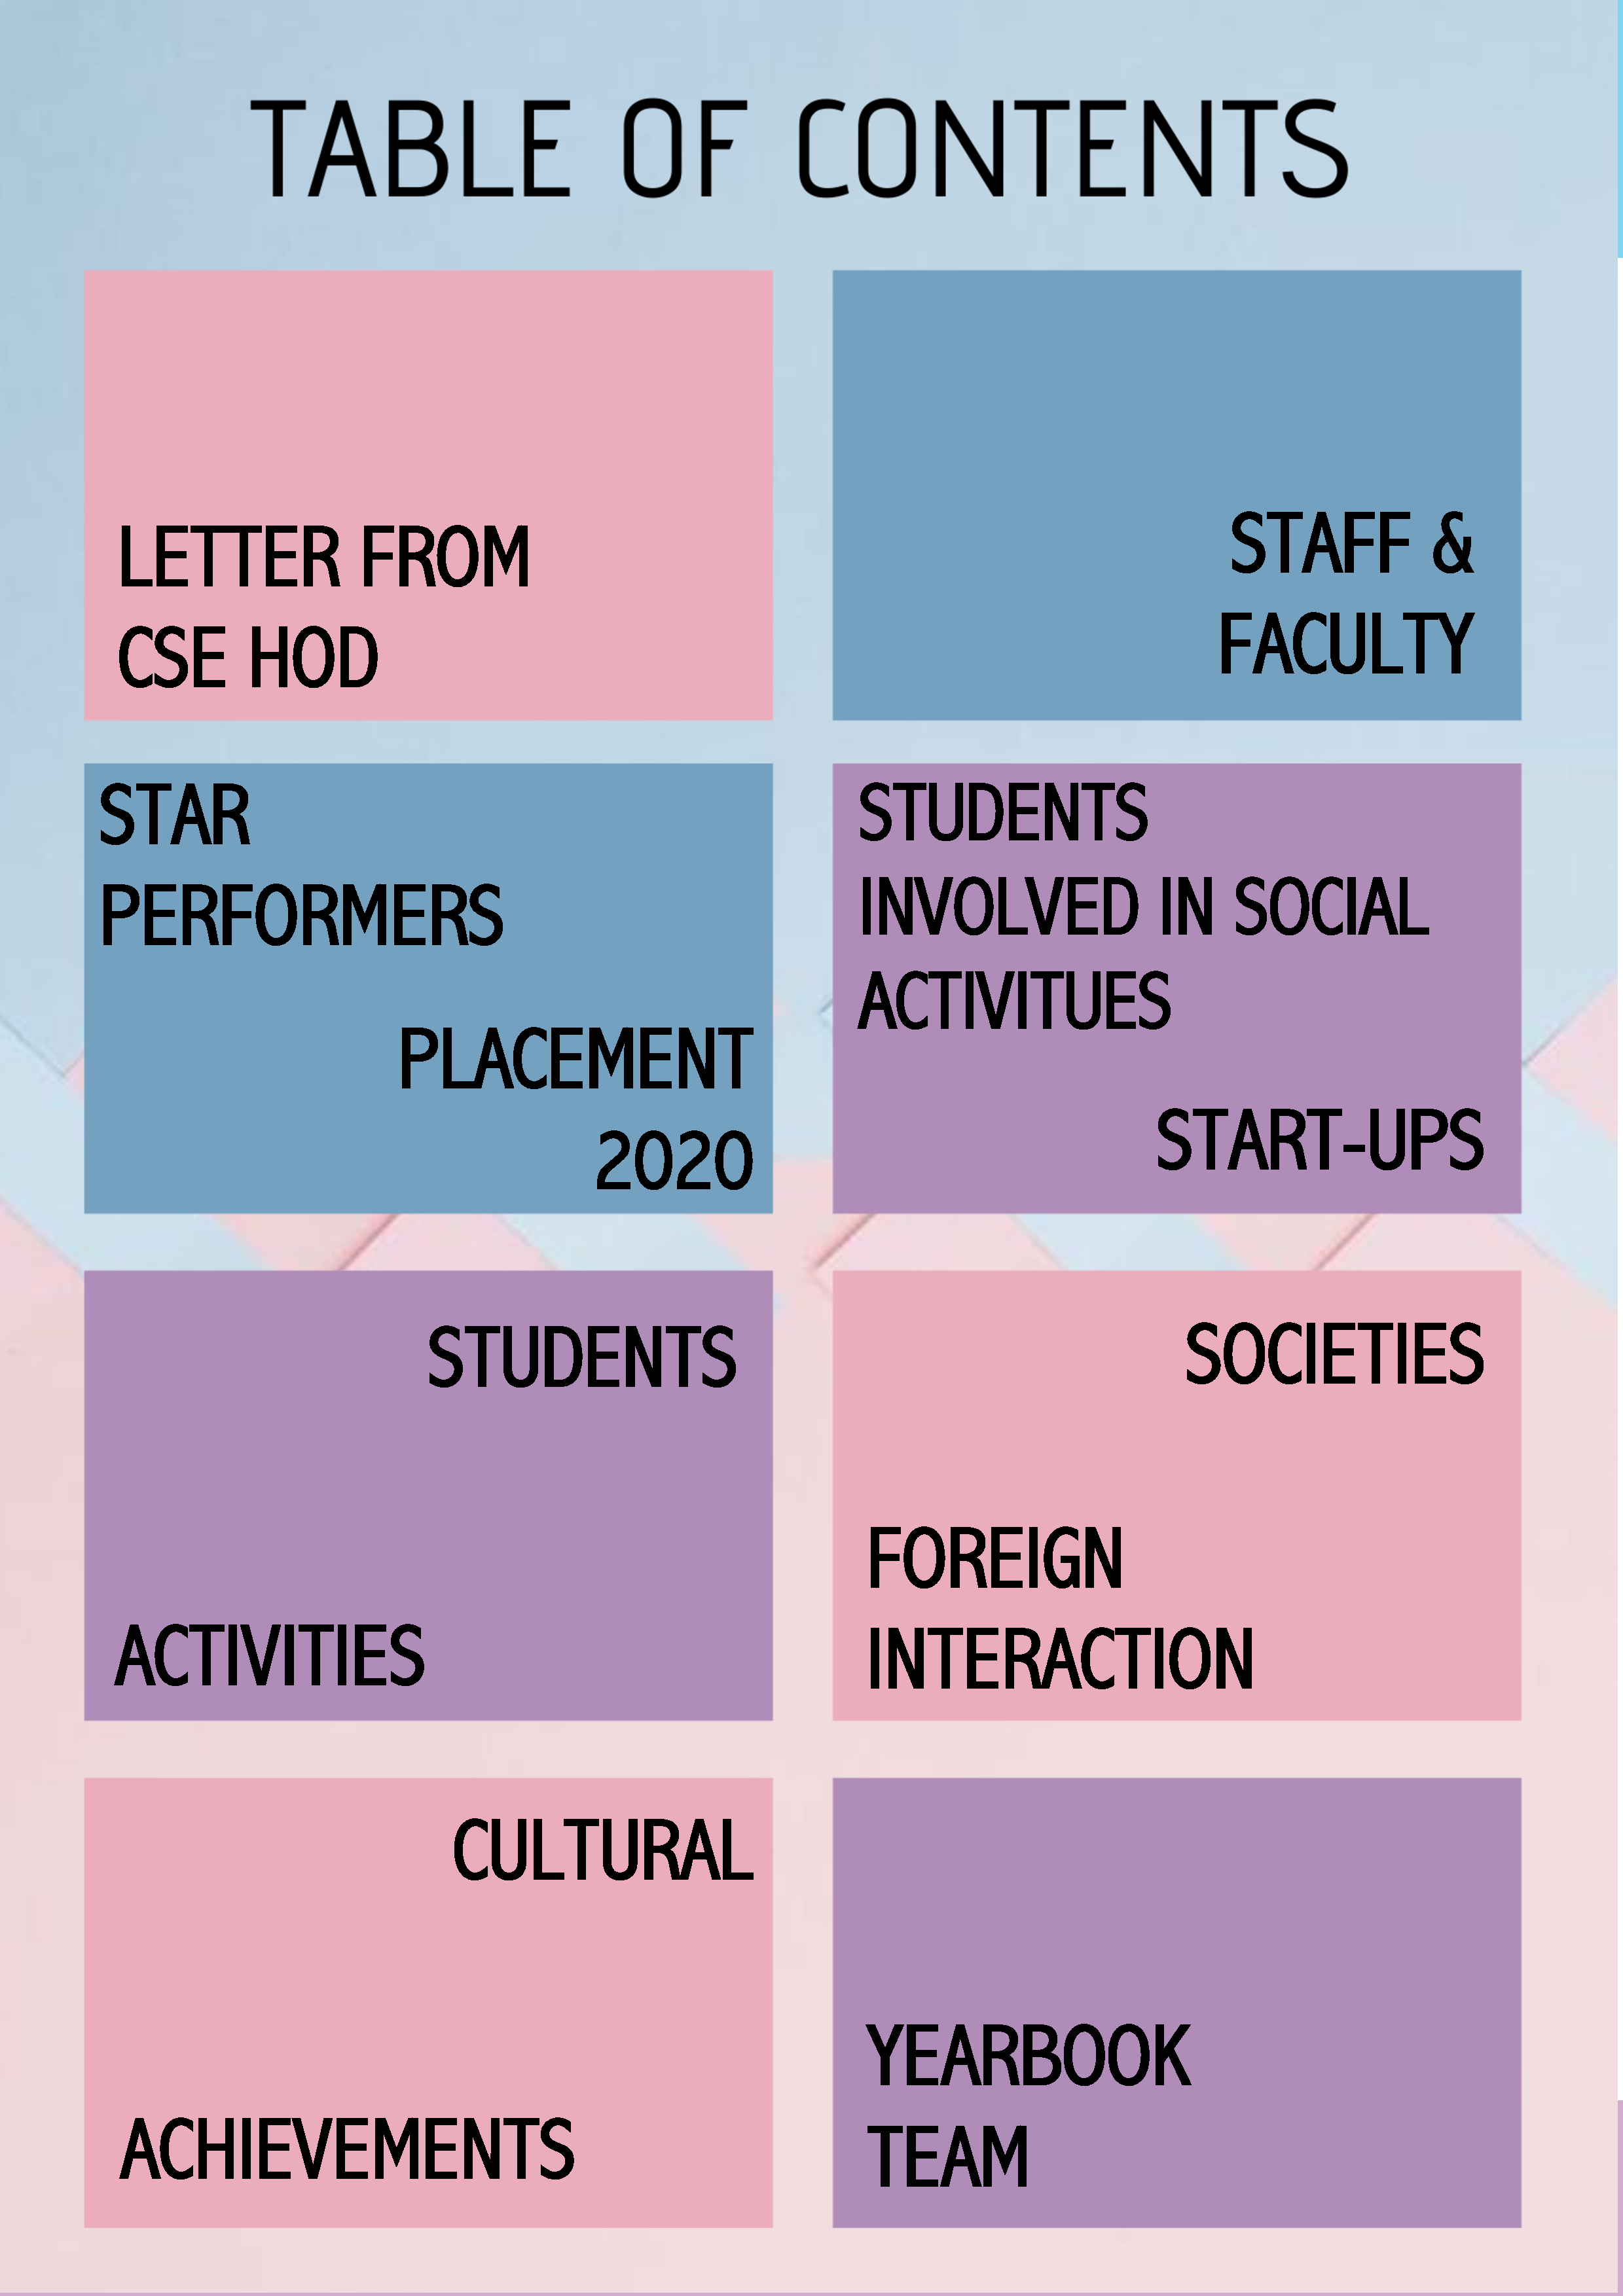 TABLE OF CONTENTS
LETTER FROM
CSE HOD
STAFF &
FACULTY
STAR
PERFORMERS
PLACEMENT
2020
STUDENTS
INVOLVED IN SOCIAL
ACTIVITUES
START-UPS
STUDENTS
ACTIVITIES
SOCIETIES
FOREIGN
INTERACTION
CULTURAL
ACHIEVEMENTS
YEARBOOK
TEAM